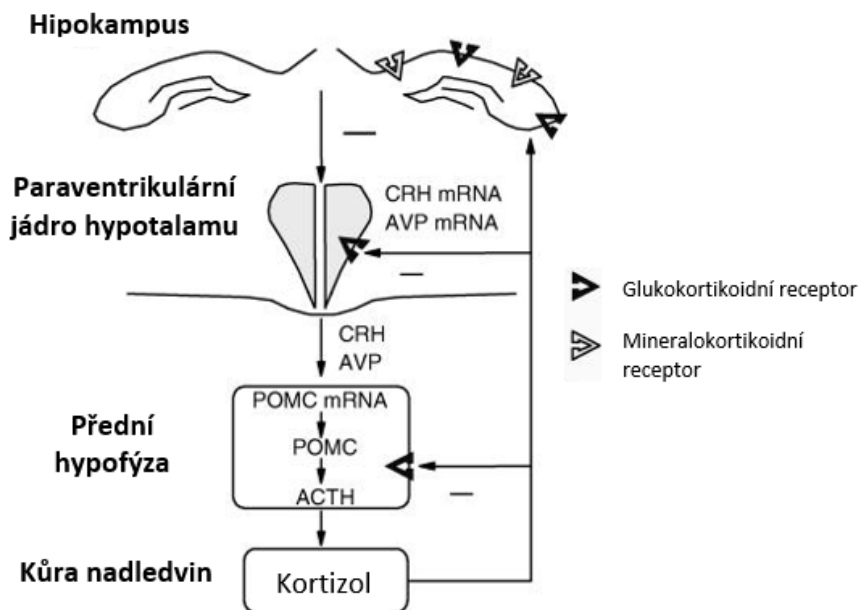 Hipokampus
Paraventrikulární
jádro hypotalamu
CRH mRNA
AVP mRNA
Glukokortikoidní receptor
Mineralokortikoidní
receptor
CRH
AVP
Přední
hypofýza
POMC mRNA
POMC
ACTH
Kůra nadledvin
Kortizol